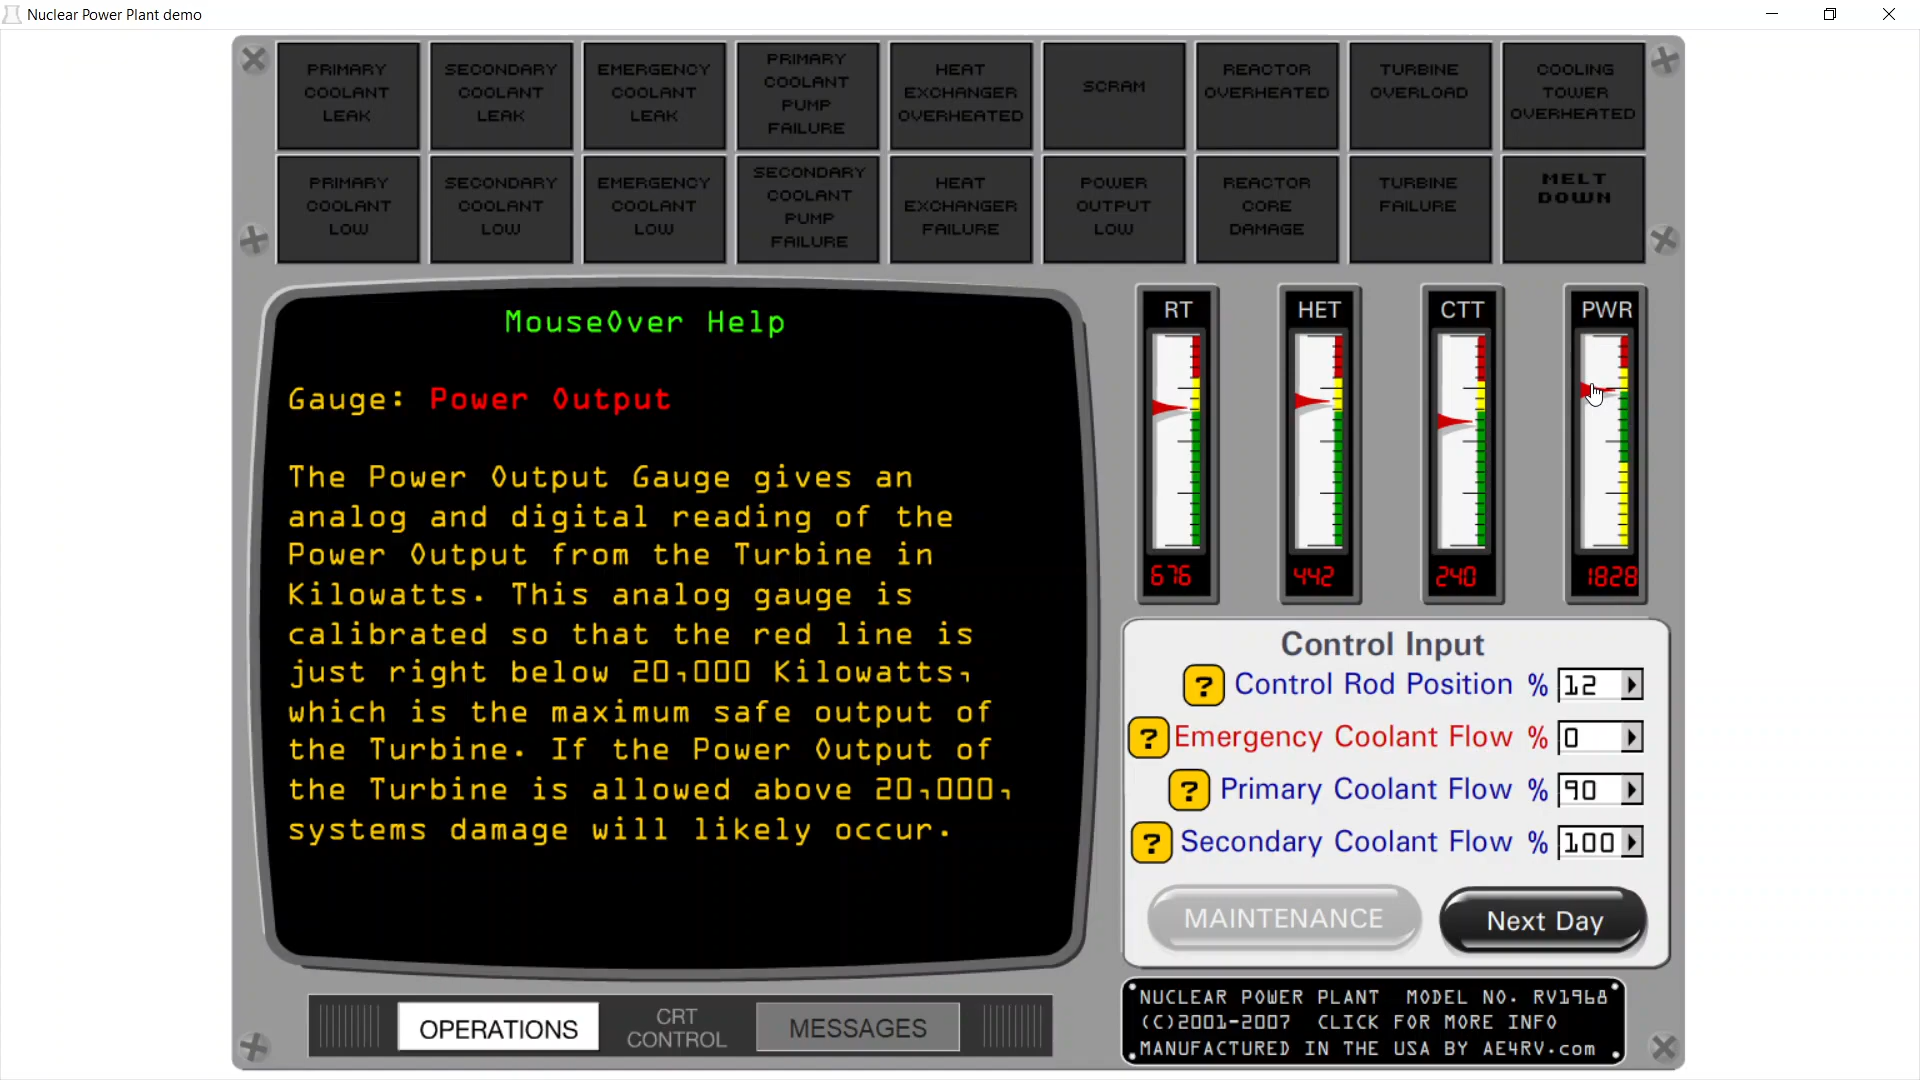 Nuclear Power Plant demo
PRIMARY
COOLANT
LEAK
SECONDARY
COOLANT
LEAK
EMERGENCY
COOLANT
LEAK
PRIMARY
COOLANT
PUMP
FAILURE
HEAT
EXCHANGER
OVERHEATED
SCRAM
REACTOR
OVERHEATED
TURBINE
OVERLOAD
COOLING
TOWER
OVERHEATED
PRIMARY
COOLANT
LOW
SECONDARY
COOLANT
LOW
EMERGENCY
COOLANT
LOW
SECONDARY
COOLANT
PUMP
FAILURE
HEAT
EXCHANGER
FAILURE
POWER
OUTPUT
LOW
REACTOR
CORE
DAMAGE
TURBINE
FAILURE
MELT
DOWN
MouseOver Help
Gauge: Power Output
The Power Output Gauge gives an
analog and digital reading of the
Power Output from the Turbine in
Kilowatts. This analog gauge is
calibrated so that the red line is
just right below 20,000 Kilowatts,
which is the maximum safe output of
the Turbine. If the Power Output of
the Turbine is allowed above 20,000,
systems damage will likely occur.
RT
676
HET
442
CTT
240
PWR
1828
Control Input
? Control Rod Position % 12
? Emergency Coolant Flow % 0
? Primary Coolant Flow % 90
? Secondary Coolant Flow % 100
MAINTENANCE
Next Day
OPERATIONS
CRT
CONTROL
MESSAGES
NUCLEAR POWER PLANT MODEL NO. RV1968
(C)2001-2007 CLICK FOR MORE INFO
MANUFACTURED IN THE USA BY AE4RV.com